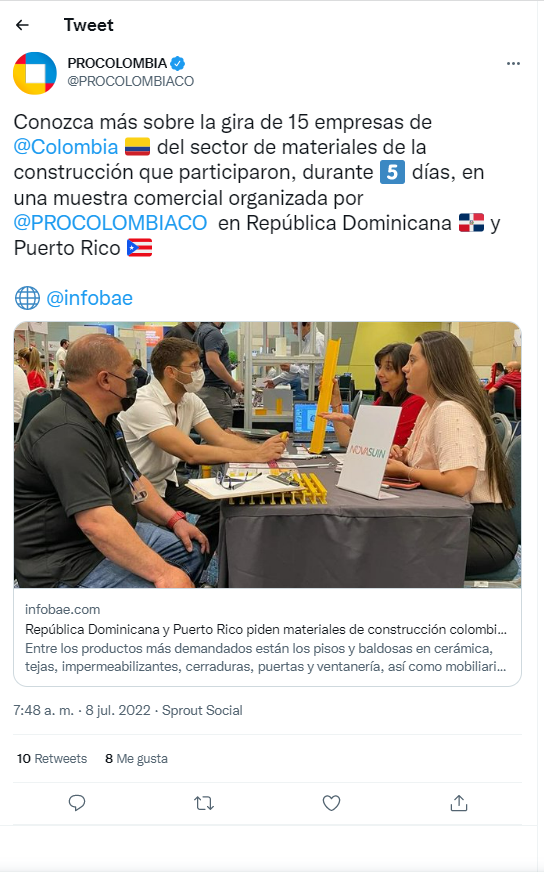 Tweet
PROCOLOMBIA
@PROCOLOMBIACO
Conozca más sobre la gira de 15 empresas de
@Colombia 🇨🇴 del sector de materiales de la
construcción que participaron, durante 5️⃣ días, en
una muestra comercial organizada por
@PROCOLOMBIACO en República Dominicana 🇩🇴 y
Puerto Rico 🇵🇷
🌐 @infobae
NOVASUIN
infobae.com
República Dominicana y Puerto Rico piden materiales de construcción colombi...
Entre los productos más demandados están los pisos y baldosas en cerámica,
tejas, impermeabilizantes, cerraduras, puertas y ventanería, así como mobiliari...
7:48 a. m. · 8 jul. 2022 · Sprout Social
10 Retweets 8 Me gusta